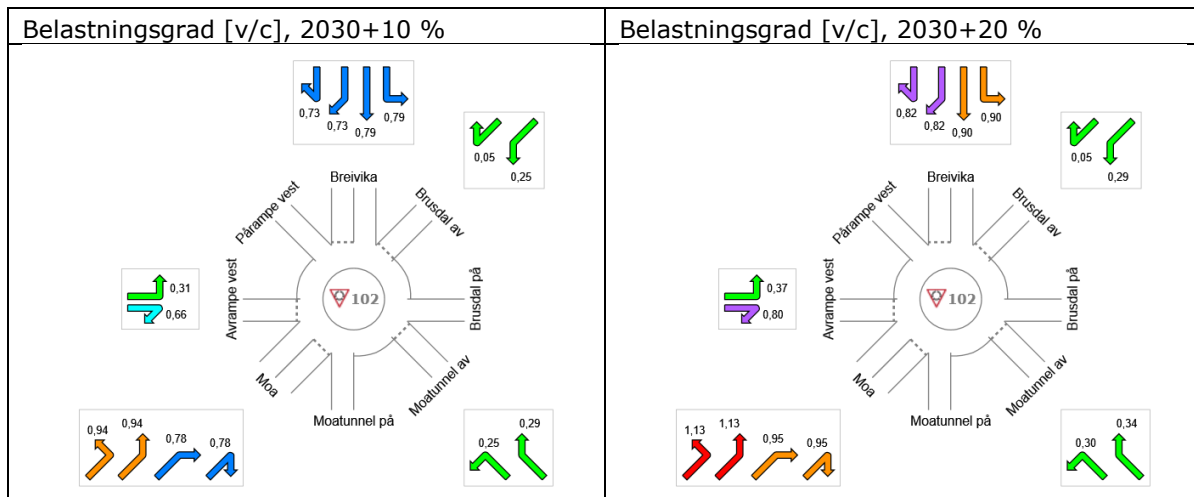 Belastningsgrad [v/c], 2030+10 %
0,73
0,73
0,79
0,79
0,05
0,25
Breivika
Pårampe vest
Brusdal av
0,31
0,66
Avrampe vest
102
Brusdal på
Moa
Moatunnel av
Moatunnel på
0,94
0,94
0,78
0,78
0,25
0,29
Belastningsgrad [v/c], 2030+20 %
0,82
0,82
0,90
0,90
0,05
0,29
Breivika
Pårampe vest
Brusdal av
0,37
0,80
Avrampe vest
102
Brusdal på
Moa
Moatunnel av
Moatunnel på
1,13
1,13
0,95
0,95
0,30
0,34